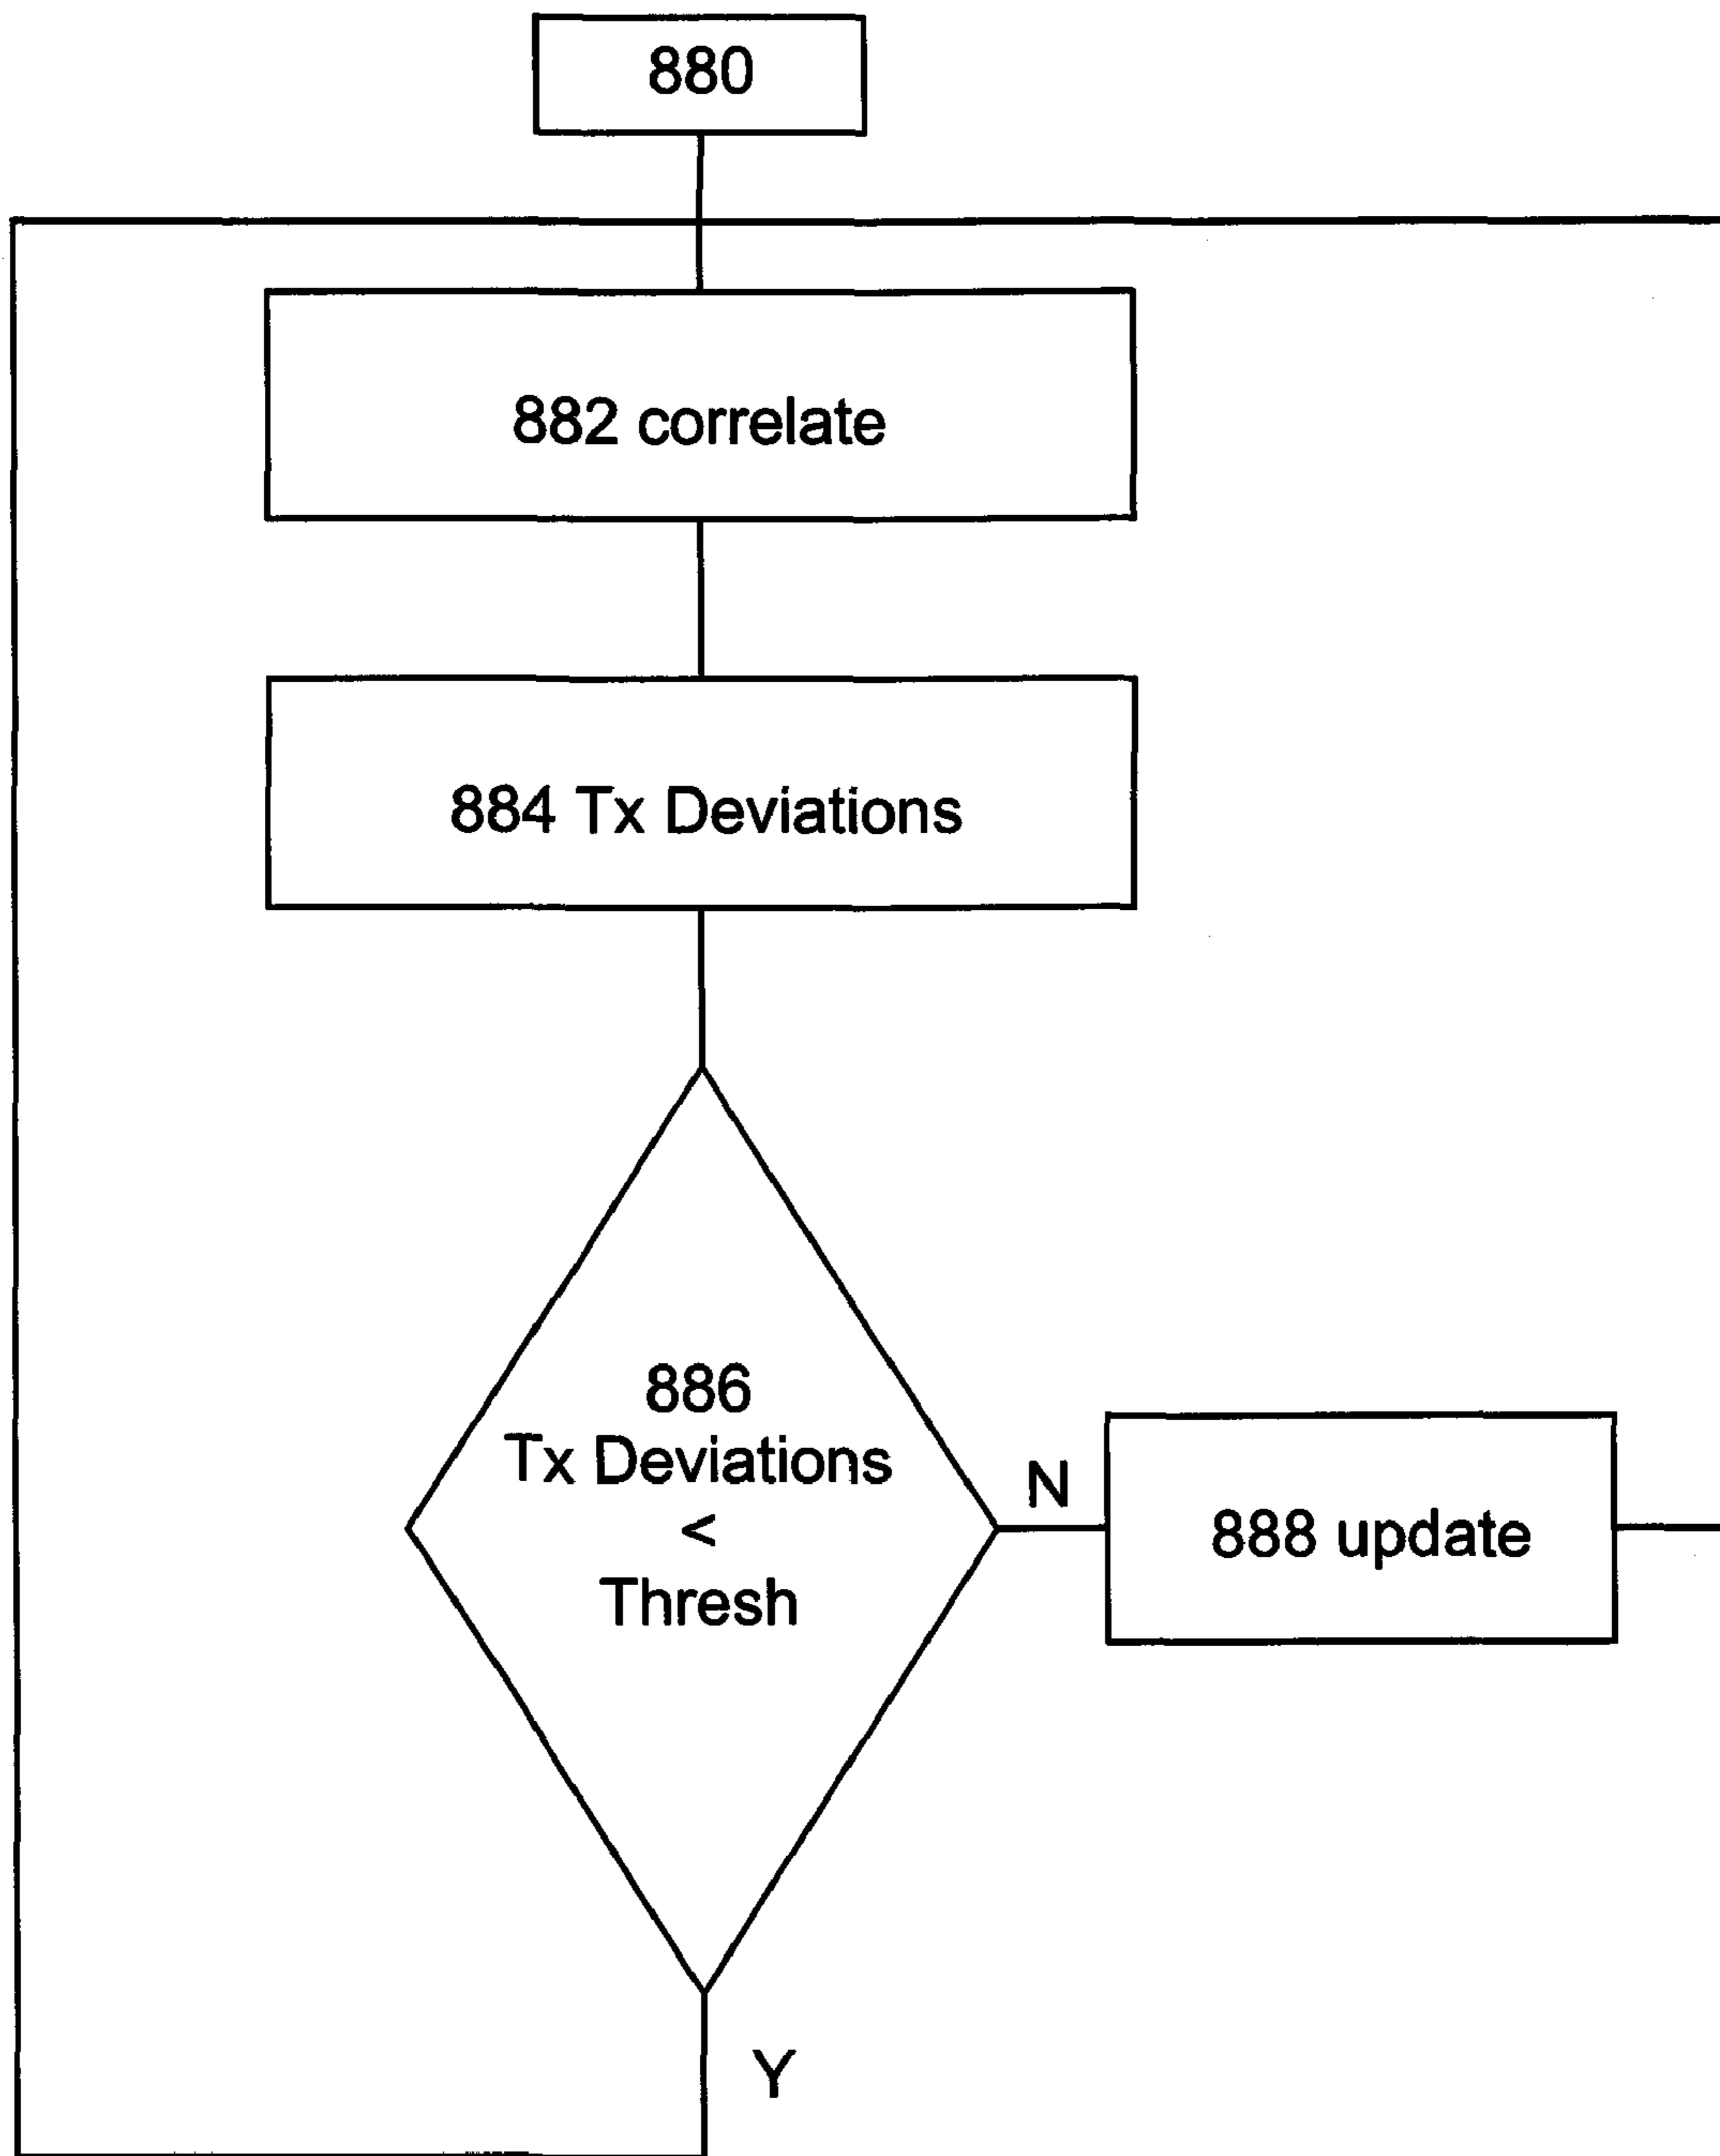 880
882 correlate
884 Tx Deviations
886
Tx Deviations
<
Thresh
N
888 update
Y